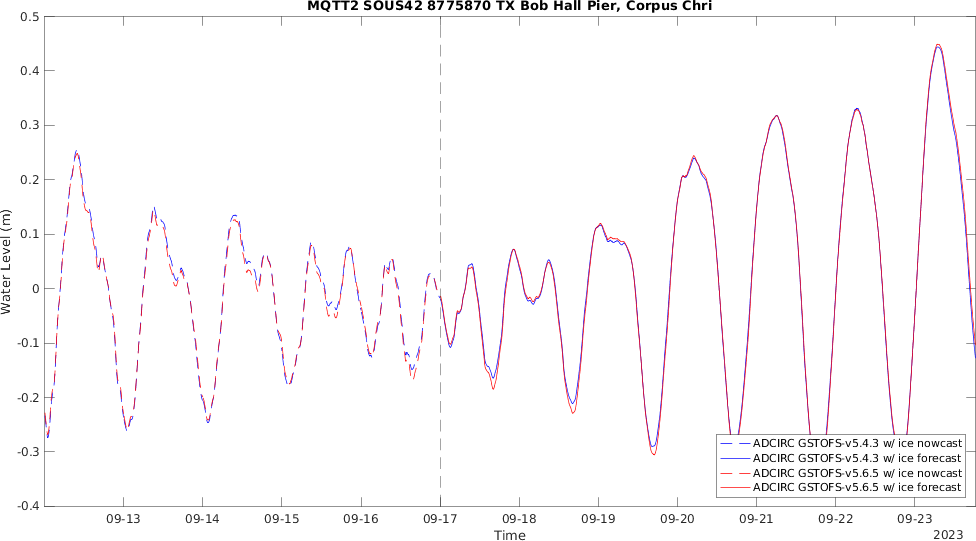 MQTT2 SOUS42 8775870 TX Bob Hall Pier, Corpus Chri
0.5
0.4
0.3
0.2
0.1
0
-0.1
-0.2
-0.3
-0.4
Water Level (m)
ADCIRC GSTOFS-v5.4.3 w/ ice nowcast
ADCIRC GSTOFS-v5.4.3 w/ ice forecast
ADCIRC GSTOFS-v5.6.5 w/ ice nowcast
ADCIRC GSTOFS-v5.6.5 w/ ice forecast
09-13 09-14 09-15 09-16 09-17 09-18 09-19 09-20 09-21 09-22 09-23
Time
2023